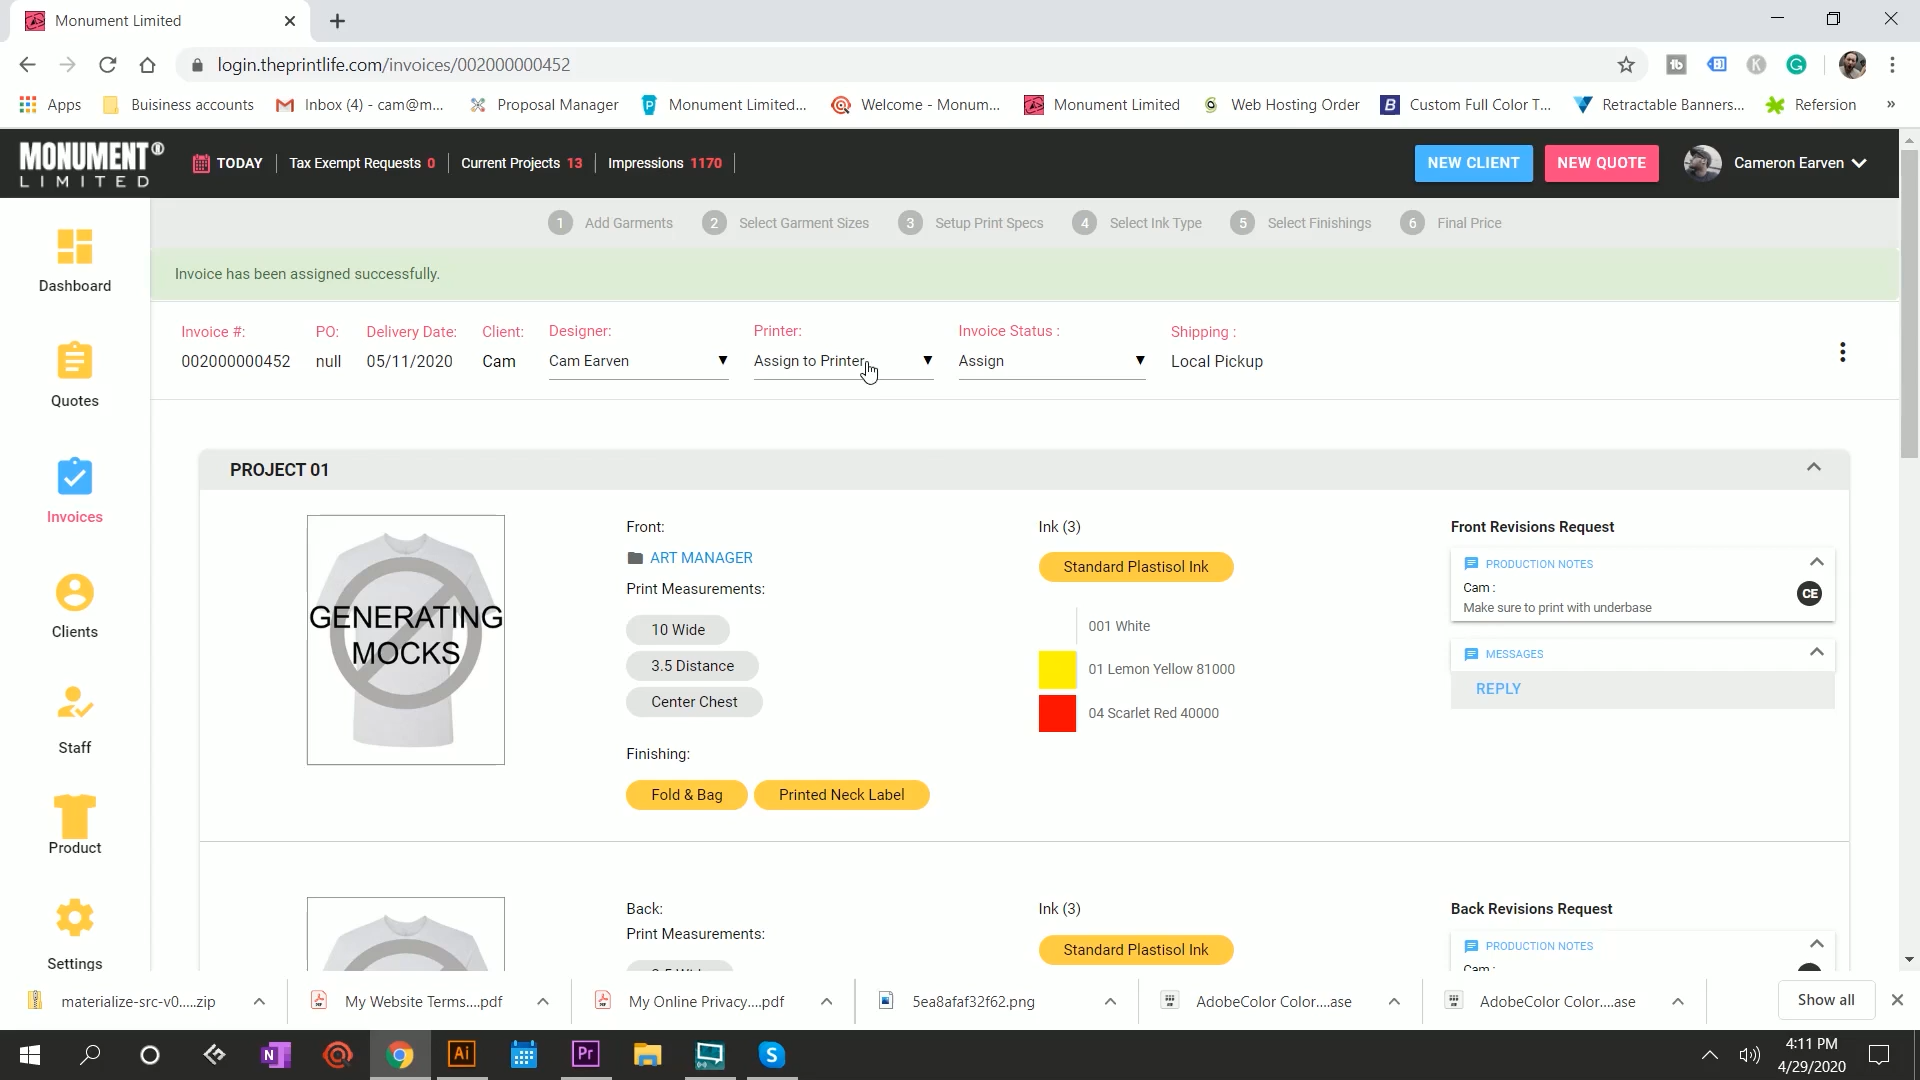 Monument Limited
login.theprintlife.com/invoices/002000000452
Apps Buisiness accounts Inbox (4) - cam@m... Proposal Manager Monument Limited... Welcome - Monum... Monument Limited Web Hosting Order Custom Full Color T... Retractable Banners... Refersion »
MONUMENT
LIMITED
TODAY Tax Exempt Requests 0 Current Projects 13 Impressions 1170 NEW CLIENT NEW QUOTE Cameron Earven
1 Add Garments 2 Select Garment Sizes 3 Setup Print Specs 4 Select Ink Type 5 Select Finishings 6 Final Price
Dashboard
Quotes
Invoices
Clients
Staff
Product
Settings
Invoice has been assigned successfully.
Invoice #: PO: Delivery Date: Client: Designer: Printer: Invoice Status : Shipping :
002000000452 null 05/11/2020 Cam Cam Earven Assign to Printer Assign Local Pickup
PROJECT 01
GENERATING
MOCKS
Front:
ART MANAGER
Print Measurements:
10 Wide
3.5 Distance
Center Chest
Finishing:
Fold & Bag Printed Neck Label
Ink (3)
Standard Plastisol Ink
001 White
01 Lemon Yellow 81000
04 Scarlet Red 40000
Front Revisions Request
PRODUCTION NOTES
Cam :
CE
Make sure to print with underbase
MESSAGES
REPLY
Back:
Print Measurements:
Ink (3)
Standard Plastisol Ink
Back Revisions Request
PRODUCTION NOTES
Cam :
materialize-src-v0.....zip My Website Terms....pdf My Online Privacy....pdf 5ea8afaf32f62.png AdobeColor Color....ase AdobeColor Color....ase Show all
4:11 PM
4/29/2020